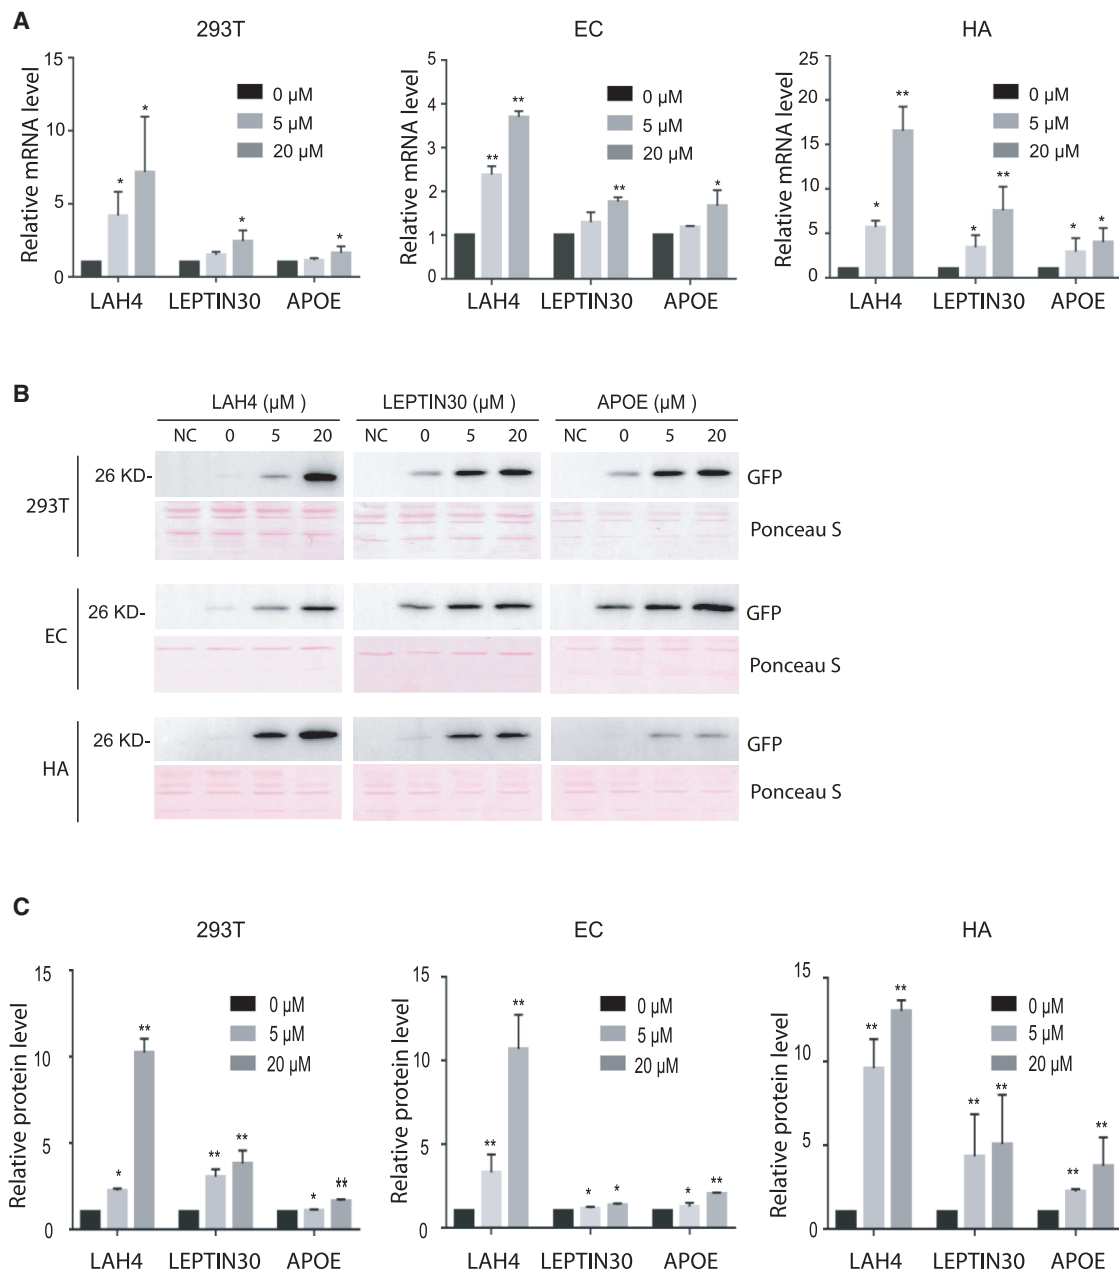 A
293T
EC
HA
Relative mRNA level
15
10
5
0
0 µM
5 µM
20 µM
* * * *
LAH4 LEPTIN30 APOE
Relative mRNA level
5
4
3
2
1
0
0 µM
5 µM
20 µM
** ** ** *
LAH4 LEPTIN30 APOE
Relative mRNA level
25
20
15
10
5
0
0 µM
5 µM
20 µM
* ** * ** * *
LAH4 LEPTIN30 APOE
B
LAH4 (µM ) LEPTIN30 (µM ) APOE (µM )
NC 0 5 20 NC 0 5 20 NC 0 5 20
293T
26 KD-
GFP
Ponceau S
EC
26 KD-
GFP
Ponceau S
HA
26 KD-
GFP
Ponceau S
C
293T
EC
HA
Relative protein level
15
10
5
0
0 µM
5 µM
20 µM
* ** ** ** * **
LAH4 LEPTIN30 APOE
Relative protein level
15
10
5
0
0 µM
5 µM
20 µM
** ** * * * **
LAH4 LEPTIN30 APOE
Relative protein level
15
10
5
0
0 µM
5 µM
20 µM
** ** ** ** ** **
LAH4 LEPTIN30 APOE